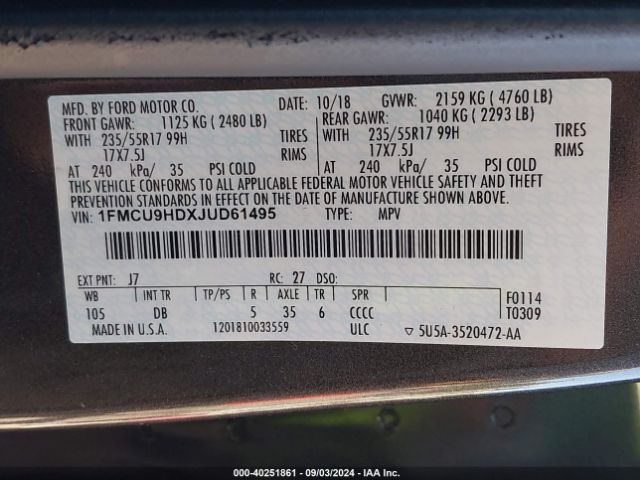 MFD. BY FORD MOTOR CO. DATE: 10/18 GVWR: 2159 KG ( 4760 LB)
FRONT GAWR: 1125 KG ( 2480 LB) REAR GAWR: 1040 KG ( 2293 LB)
WITH 235/55R17 99H TIRES WITH 235/55R17 99H TIRES
17X7.5J RIMS 17X7.5J RIMS
AT 240 kPa/ 35 PSI COLD AT 240 kPa/ 35 PSI COLD
THIS VEHICLE CONFORMS TO ALL APPLICABLE FEDERAL MOTOR VEHICLE SAFETY AND THEFT
PREVENTION STANDARDS IN EFFECT ON THE DATE OF MANUFACTURE SHOWN ABOVE.
VIN: 1FMCU9HDXJUD61495 TYPE: MPV
EXT PNT: J7 RC: 27 DSO:
WB INT TR TP/PS R AXLE TR SPR F0114
105 DB 5 35 6 CCCC T0309
MADE IN U.S.A. 1201810033559 ULC ▽ 5U5A-3520472-AA
000-40251861 - 09/03/2024 - IAA Inc.